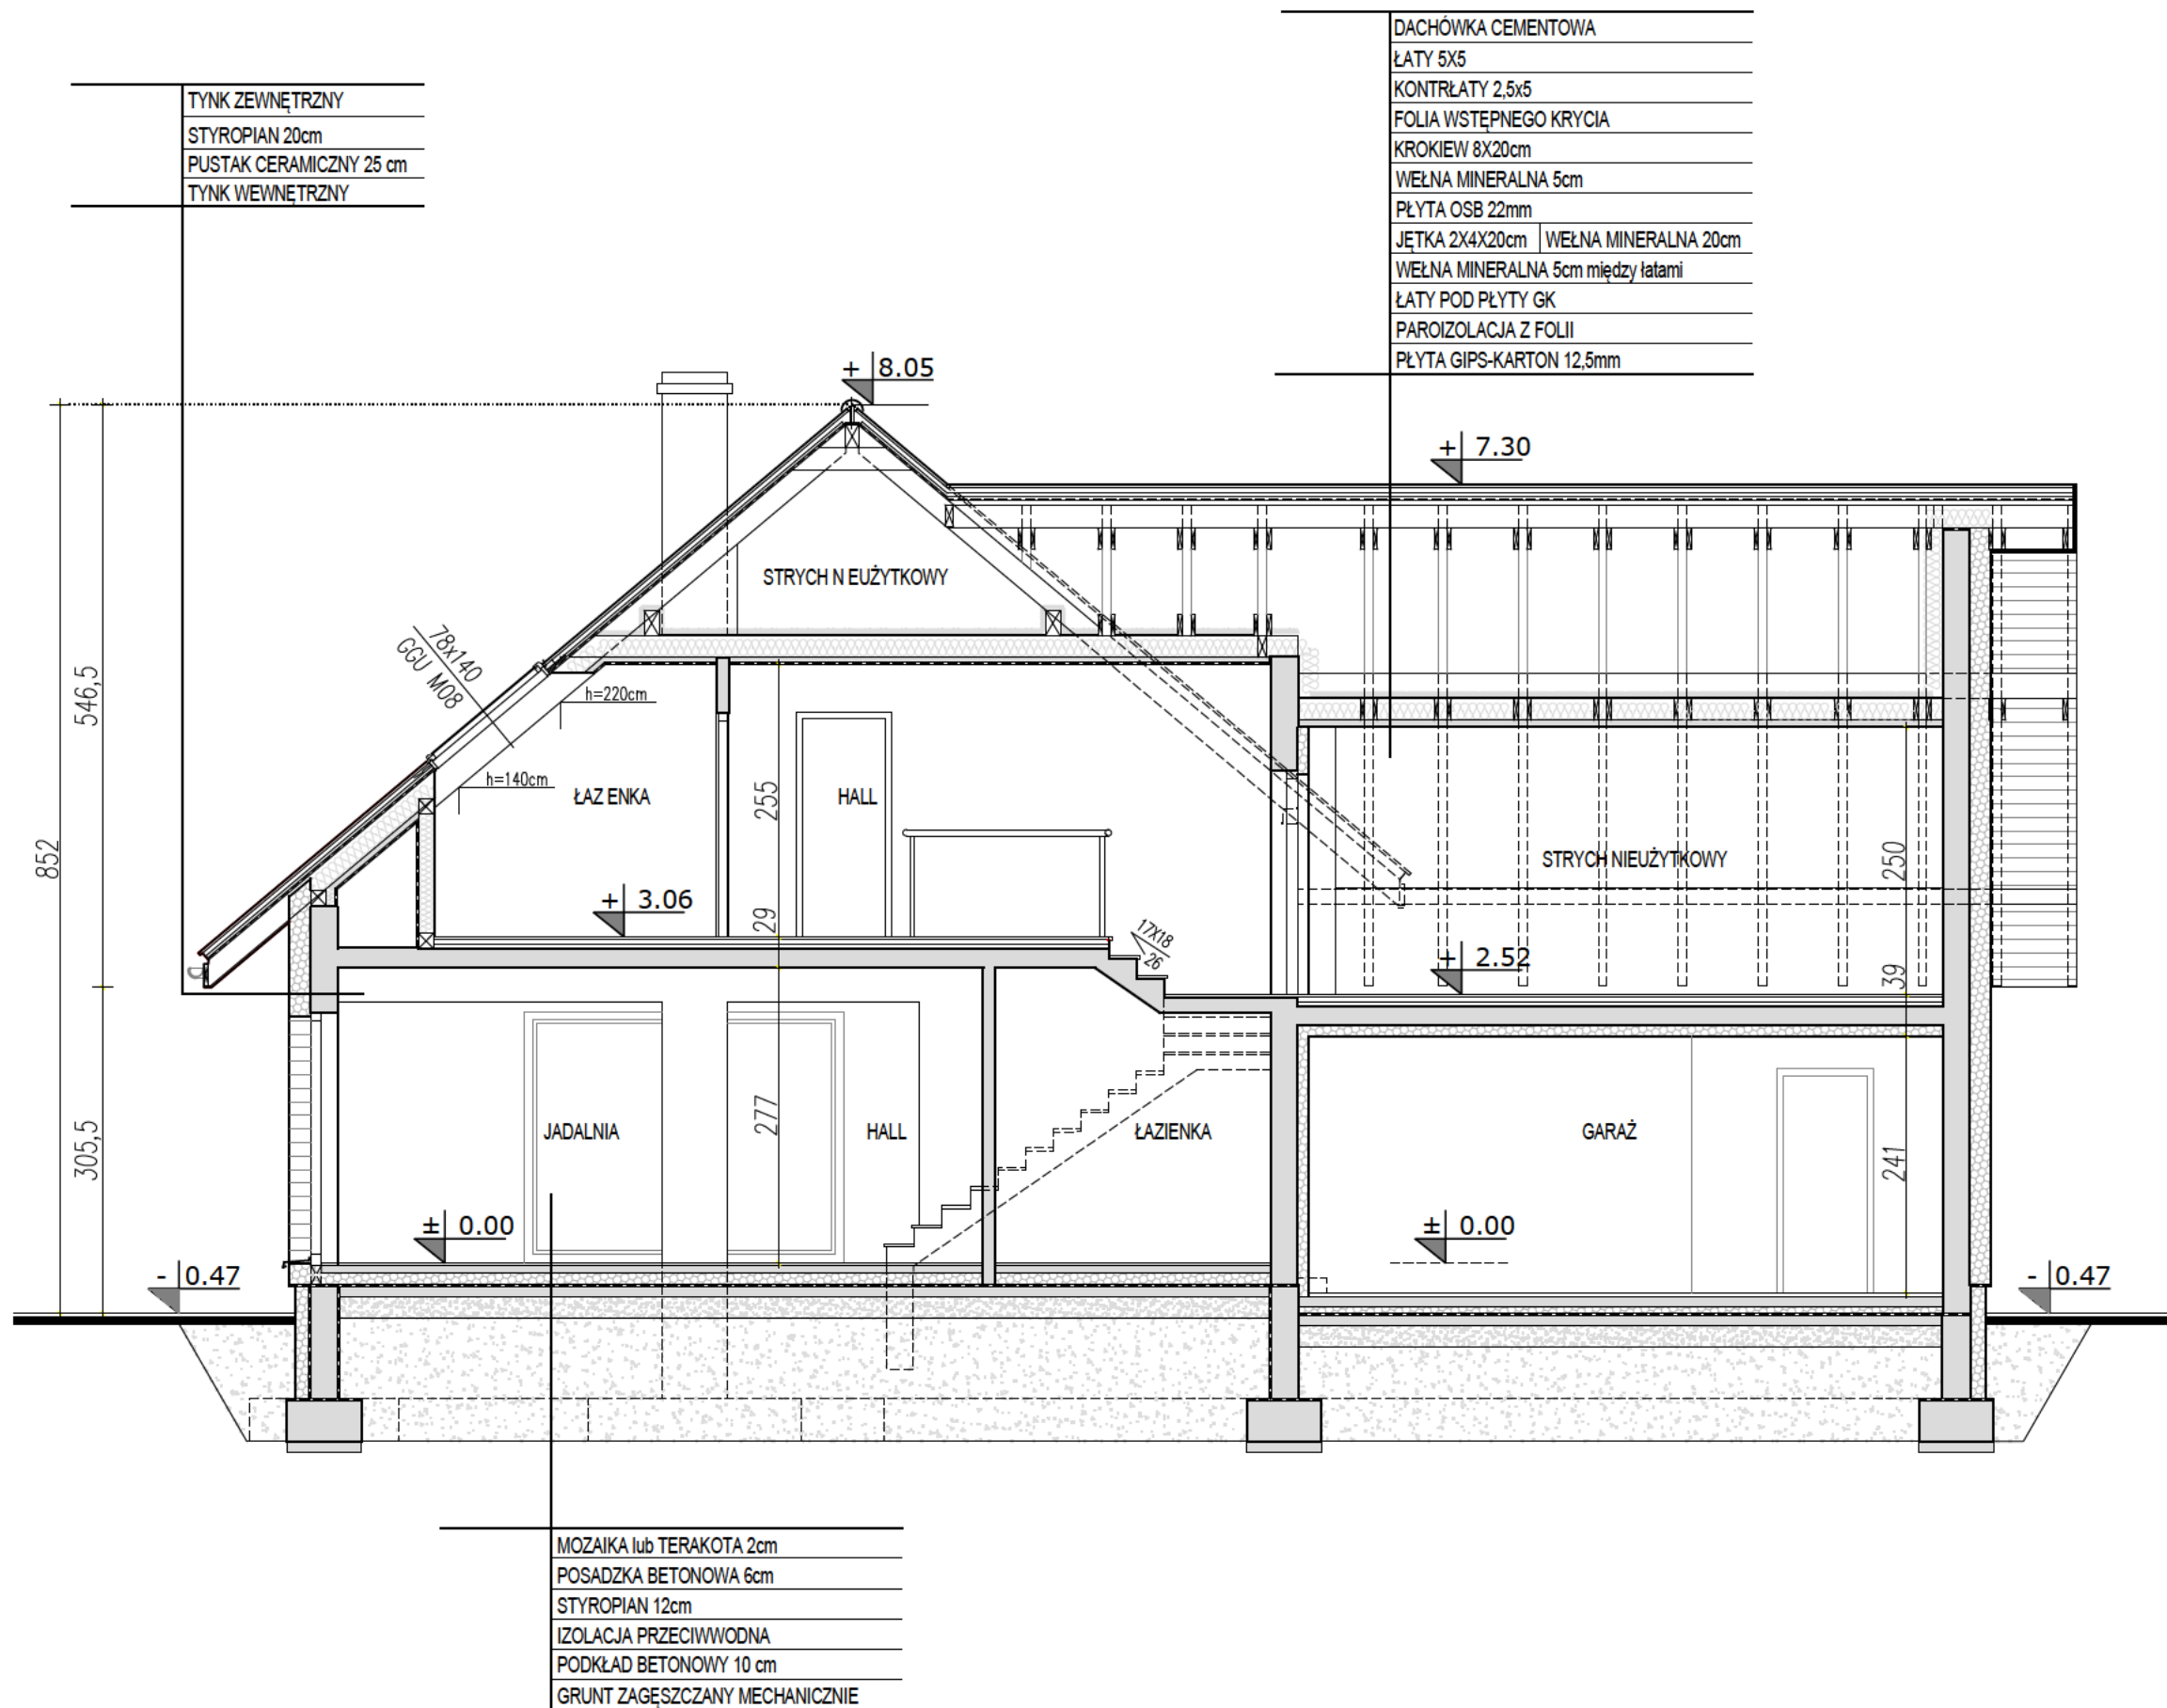 DACHÓWKA CEMENTOWA
ŁATY 5X5
KONTRŁATY 2,5x5
FOLIA WSTĘPNEGO KRYCIA
KROKIEW 8X20cm
WEŁNA MINERALNA 5cm
PŁYTA OSB 22mm
JĘTKA 2X4X20cm WEŁNA MINERALNA 20cm
WEŁNA MINERALNA 5cm między łatami
ŁATY POD PŁYTY GK
PAROIZOLACJA Z FOLII
PŁYTA GIPS-KARTON 12,5mm
TYNK ZEWNĘTRZNY
STYROPIAN 20cm
PUSTAK CERAMICZNY 25 cm
TYNK WEWNĘTRZNY
+ 8.05
+ 7.30
STRYCH N EUŻYTKOWY
78x140
GGU M08
h=220cm
h=140cm
546,5
852
305,5
ŁAZ ENKA
255
HALL
+ 3.06
29
17X18
26
STRYCH NIEUŻYTKOWY
250
+ 2.52
39
JADALNIA
277
HALL
ŁAZIENKA
GARAŻ
241
± 0.00
± 0.00
- 0.47
- 0.47
MOZAIKA lub TERAKOTA 2cm
POSADZKA BETONOWA 6cm
STYROPIAN 12cm
IZOLACJA PRZECIWWODNA
PODKŁAD BETONOWY 10 cm
GRUNT ZAGĘSZCZANY MECHANICZNIE